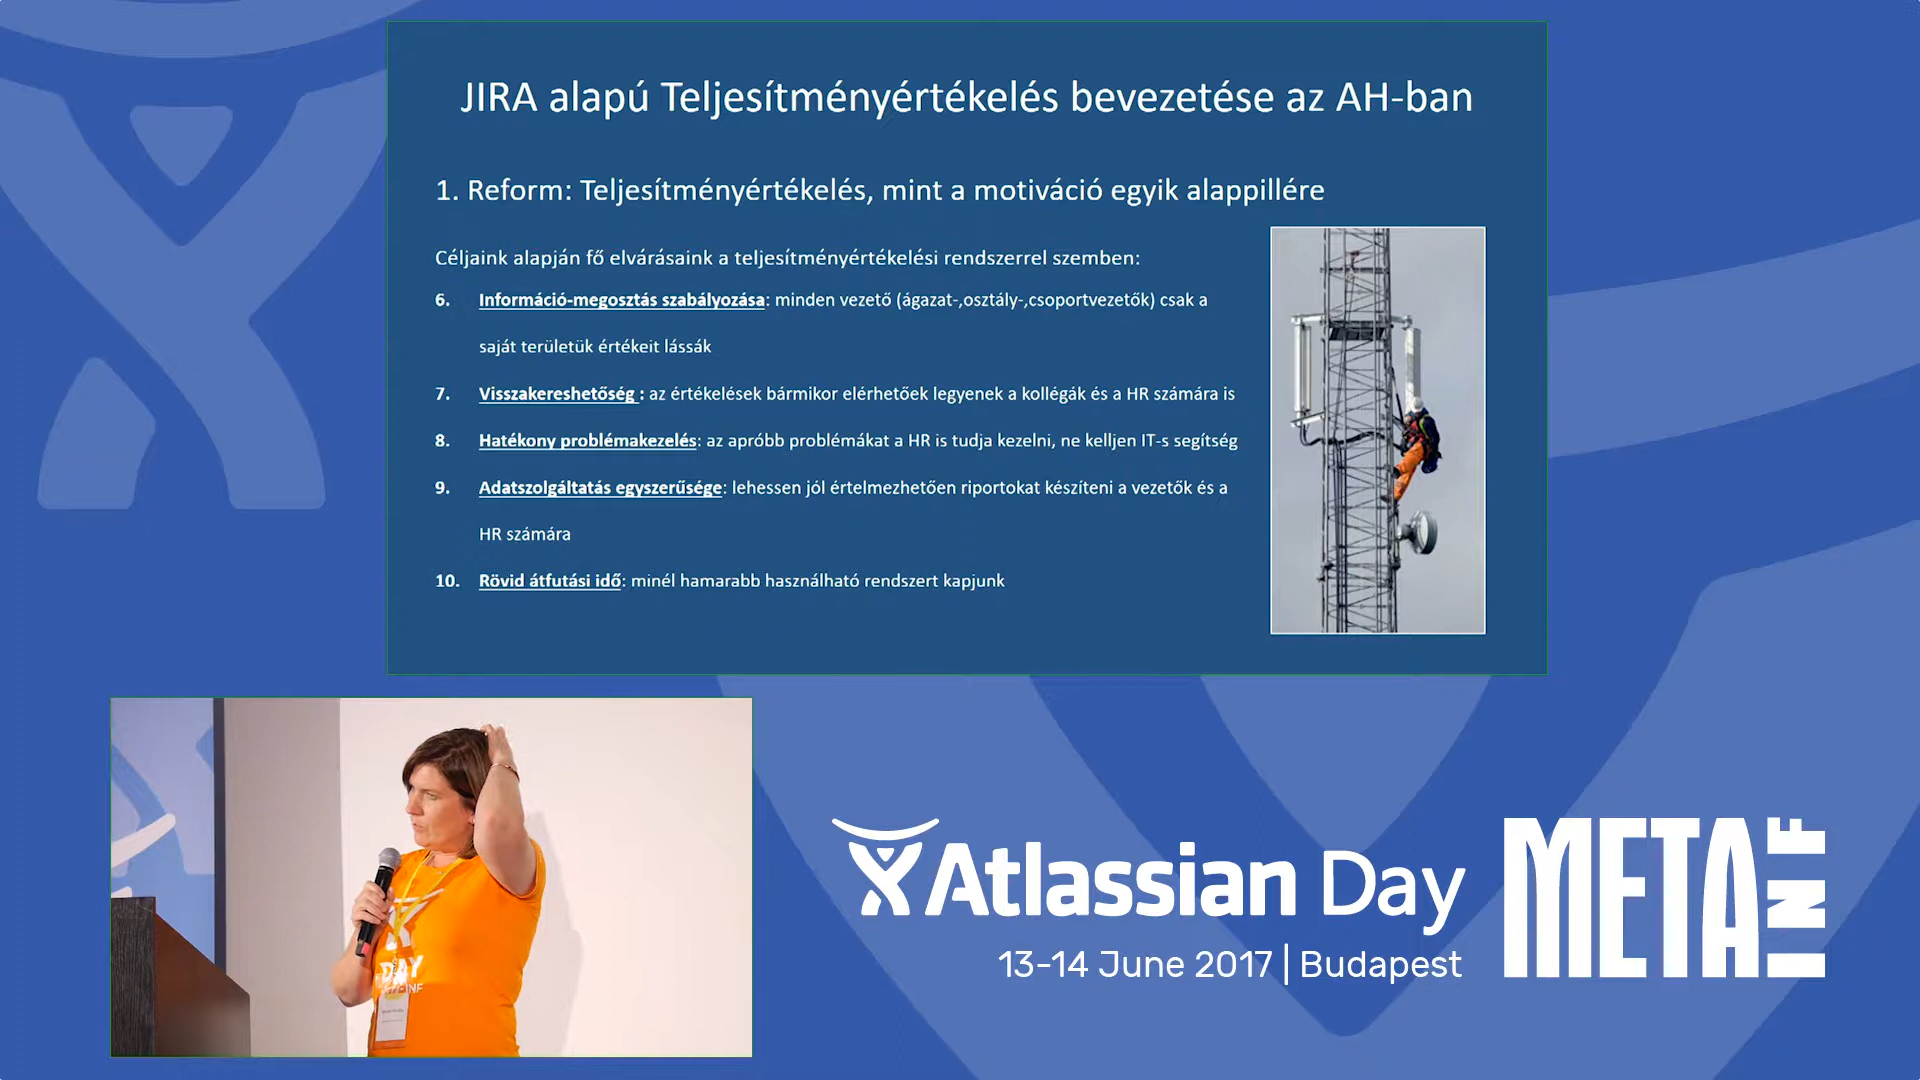 JIRA alapú Teljesítményértékelés bevezetése az AH-ban
1. Reform: Teljesítményértékelés, mint a motiváció egyik alappillére
Céljaink alapján fő elvárásaink a teljesítményértékelési rendszerrel szemben:
6. Információ-megosztás szabályozása: minden vezető (ágazat-,osztály-,csoportvezetők) csak a
saját területük értékeit lássák
7. Visszakereshetőség : az értékelések bármikor elérhetőek legyenek a kollégák és a HR számára is
8. Hatékony problémakezelés: az apróbb problémákat a HR is tudja kezelni, ne kelljen IT-s segítség
9. Adatszolgáltatás egyszerűsége: lehessen jól értelmezhetően riportokat készíteni a vezetők és a
HR számára
10. Rövid átfutási idő: minél hamarabb használható rendszert kapjunk
DAY
Atlassian Day
13-14 June 2017 | Budapest
META
INF